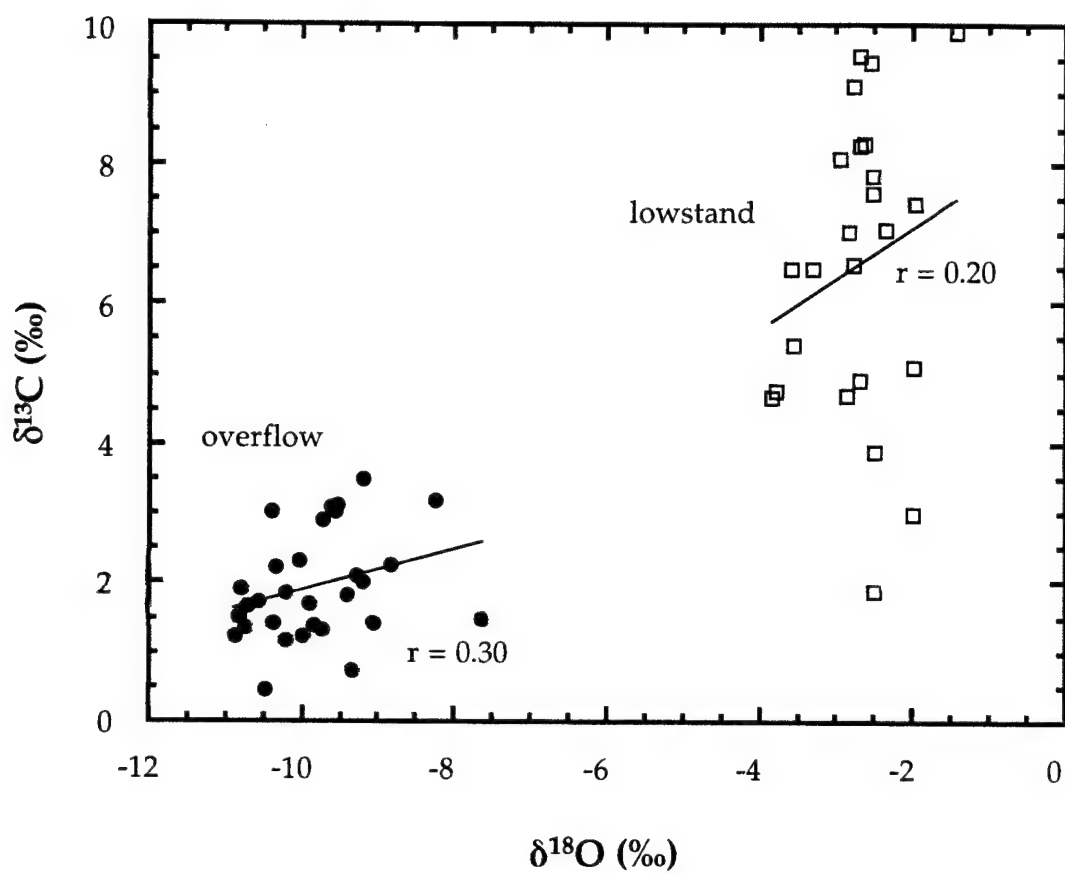 10
8
6
4
2
0
δ13C (‰)
lowstand
r = 0.20
overflow
r = 0.30
-12
-10
-8
-6
-4
-2
0
δ18O (‰)